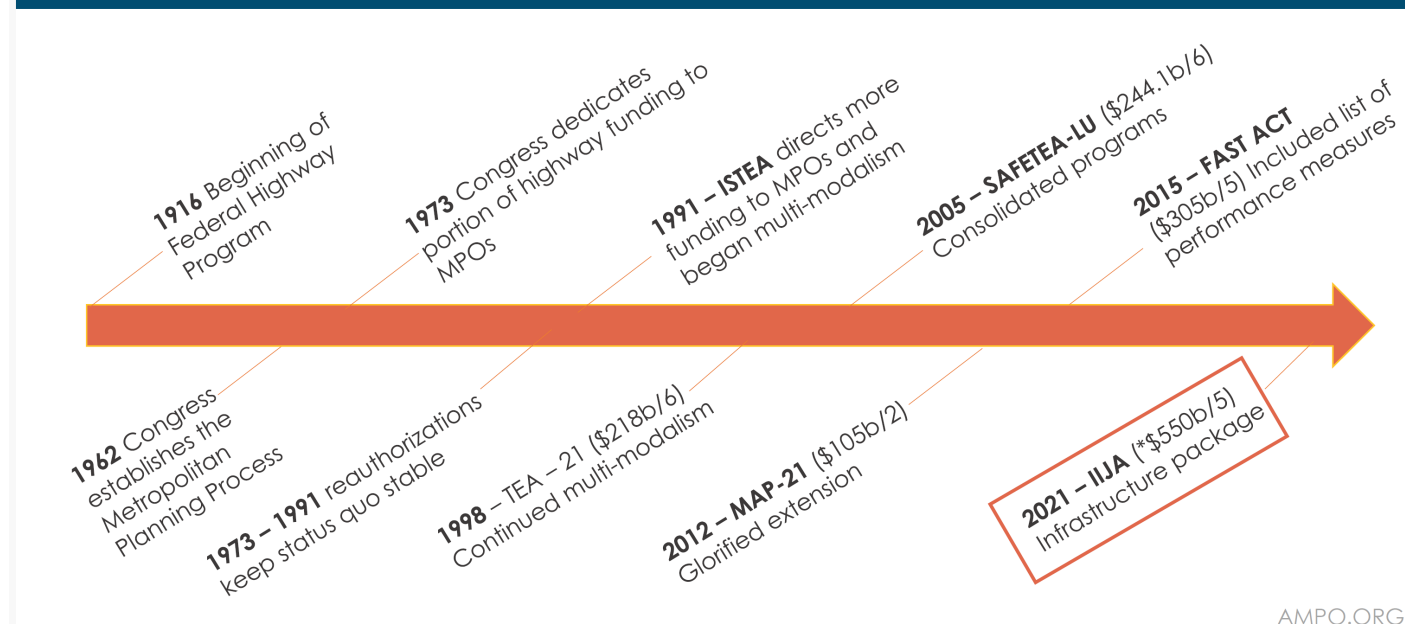 1916 Beginning of
Federal Highway
Program
1973 Congress dedicates
portion of highway funding to
MPOs
1991 – ISTEA directs more
funding to MPOs and
began multi-modalism
2005 – SAFETEA-LU ($244.1b/6)
Consolidated programs
2015 – FAST ACT
($305b/5) Included list of
performance measures
1962 Congress
establishes the
Metropolitan
Planning Process
1973 – 1991 reauthorizations
keep status quo stable
1998 – TEA – 21 ($218b/6)
Continued multi-modalism
2012 – MAP-21 ($105b/2)
Glorified extension
2021 – IIJA (*$550b/5)
Infrastructure package
AMPO.ORG